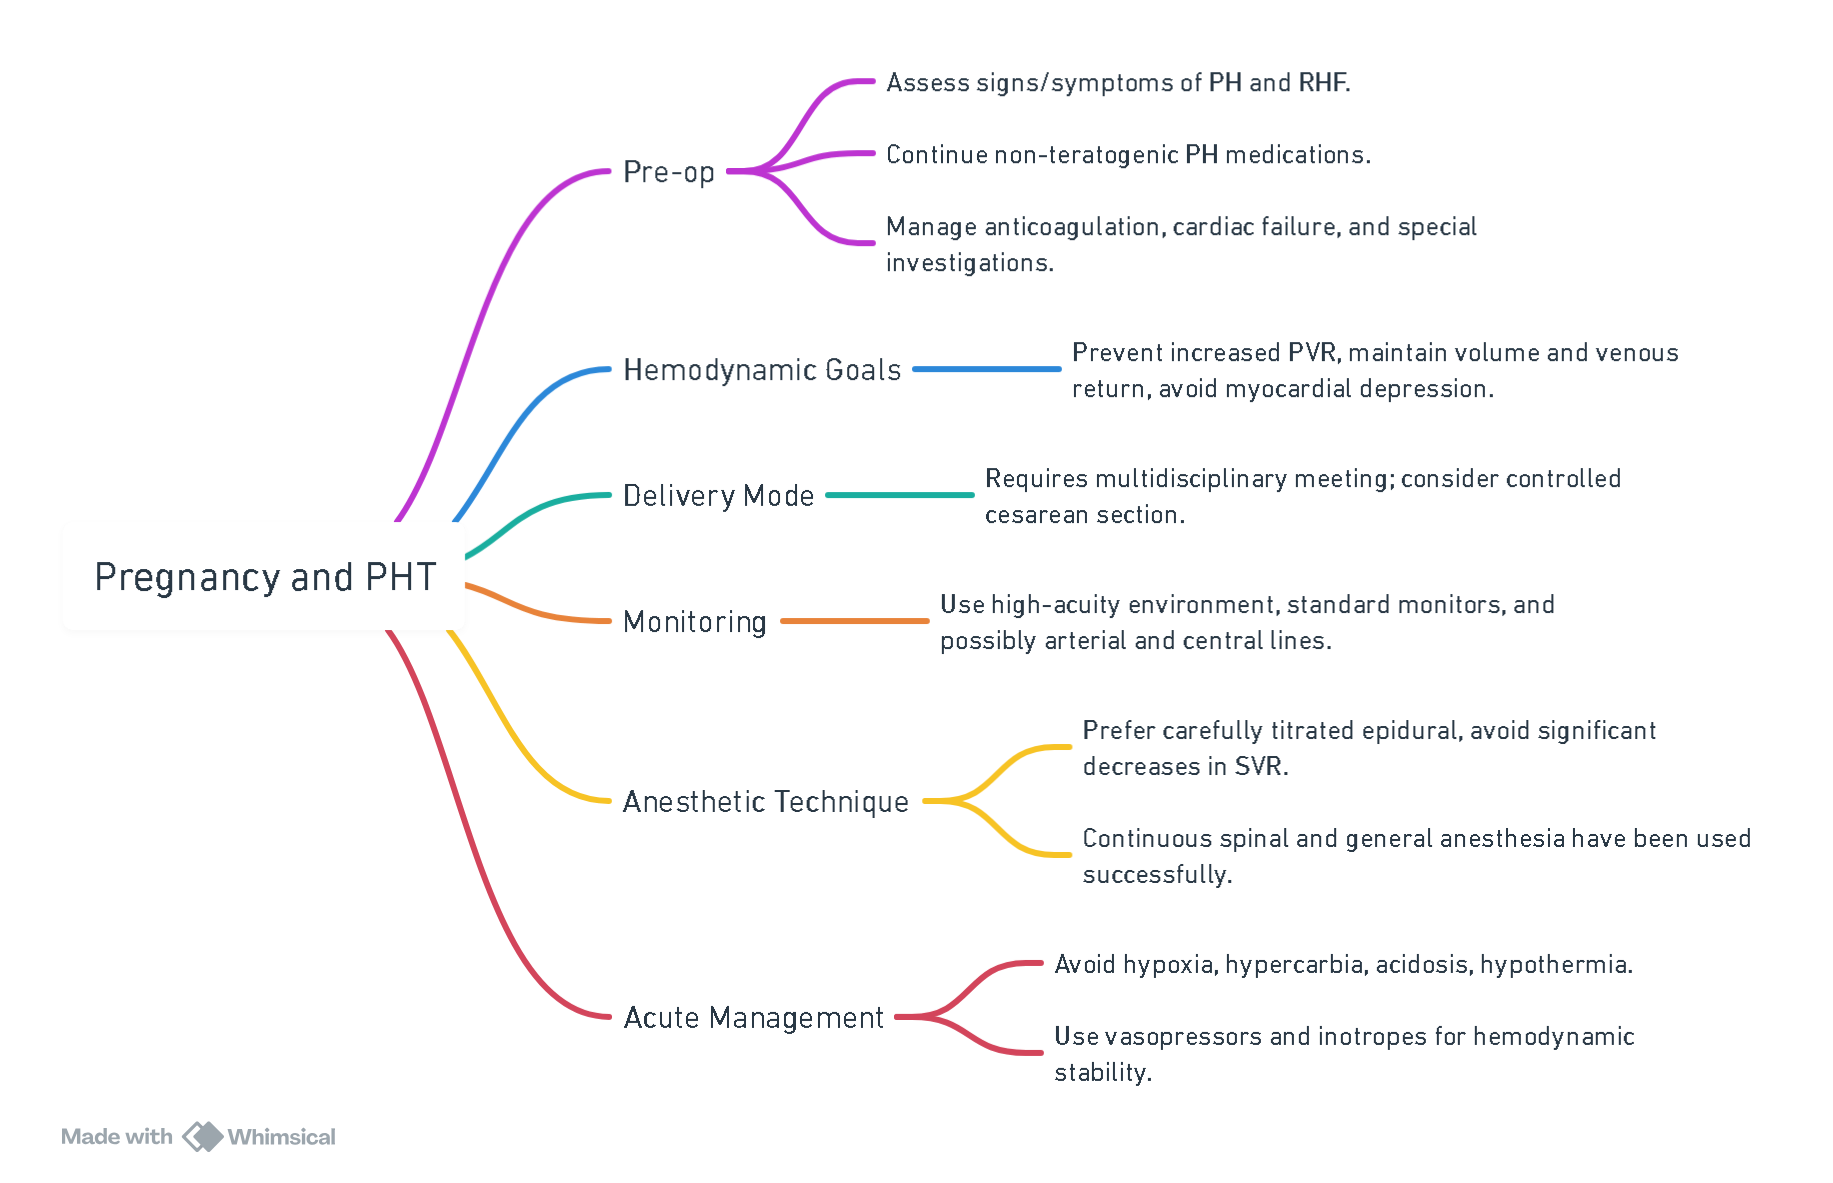 Pregnancy and PHT
Pre-op
Assess signs/symptoms of PH and RHF.
Continue non-teratogenic PH medications.
Manage anticoagulation, cardiac failure, and special
investigations.
Hemodynamic Goals
Prevent increased PVR, maintain volume and venous
return, avoid myocardial depression.
Delivery Mode
Requires multidisciplinary meeting; consider controlled
cesarean section.
Monitoring
Use high-acuity environment, standard monitors, and
possibly arterial and central lines.
Anesthetic Technique
Prefer carefully titrated epidural, avoid significant
decreases in SVR.
Continuous spinal and general anesthesia have been used
successfully.
Acute Management
Avoid hypoxia, hypercarbia, acidosis, hypothermia.
Use vasopressors and inotropes for hemodynamic
stability.
Made with Whimsical